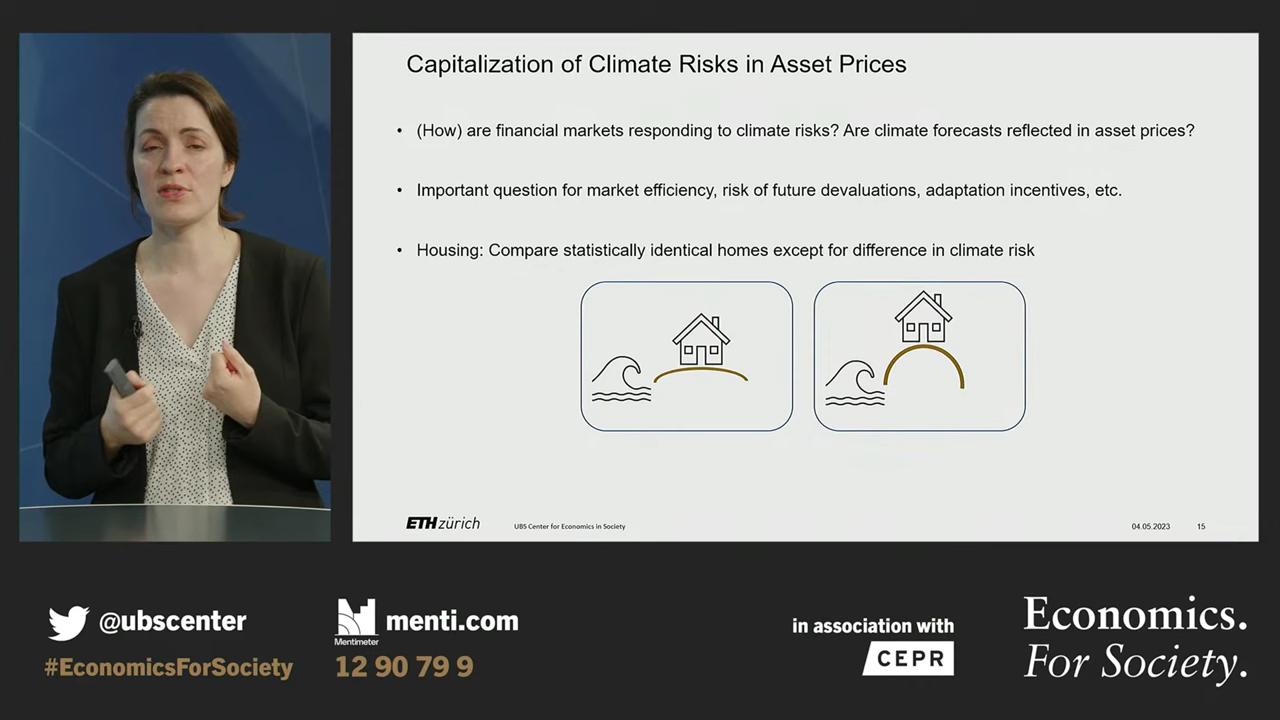 Capitalization of Climate Risks in Asset Prices
• (How) are financial markets responding to climate risks? Are climate forecasts reflected in asset prices?
• Important question for market efficiency, risk of future devaluations, adaptation incentives, etc.
• Housing: Compare statistically identical homes except for difference in climate risk
ETH zürich
UBS Center for Economics in Society
04.05.2023
15
@ubscenter
#EconomicsForSociety
Mentimeter
menti.com
12 90 79 9
in association with
CEPR
Economics.
For Society.